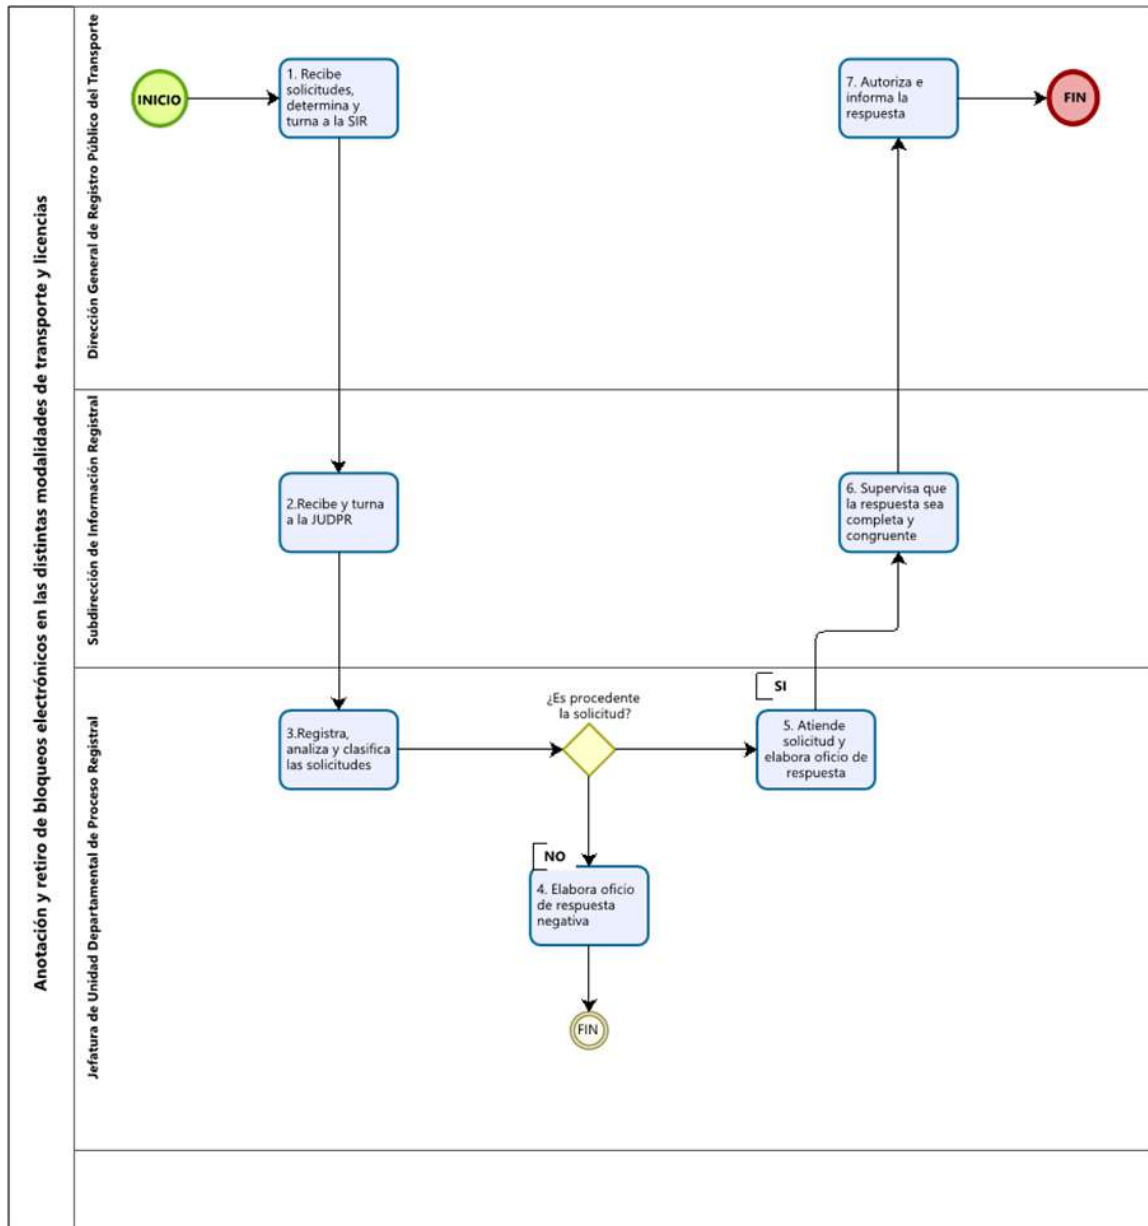 Anotación y retiro de bloqueos electrónicos en las distintas modalidades de transporte y licencias
Dirección General de Registro Público del Transporte
INICIO
1. Recibe
solicitudes,
determina y
turna a la SIR
7. Autoriza e
informa la
respuesta
FIN
Subdirección de Información Registral
2.Recibe y turna
a la JUDPR
6. Supervisa que
la respuesta sea
completa y
congruente
Jefatura de Unidad Departamental de Proceso Registral
3.Registra,
analiza y clasifica
las solicitudes
¿Es procedente
la solicitud?
SI
5. Atiende
solicitud y
elabora oficio de
respuesta
NO
4. Elabora oficio
de respuesta
negativa
FIN